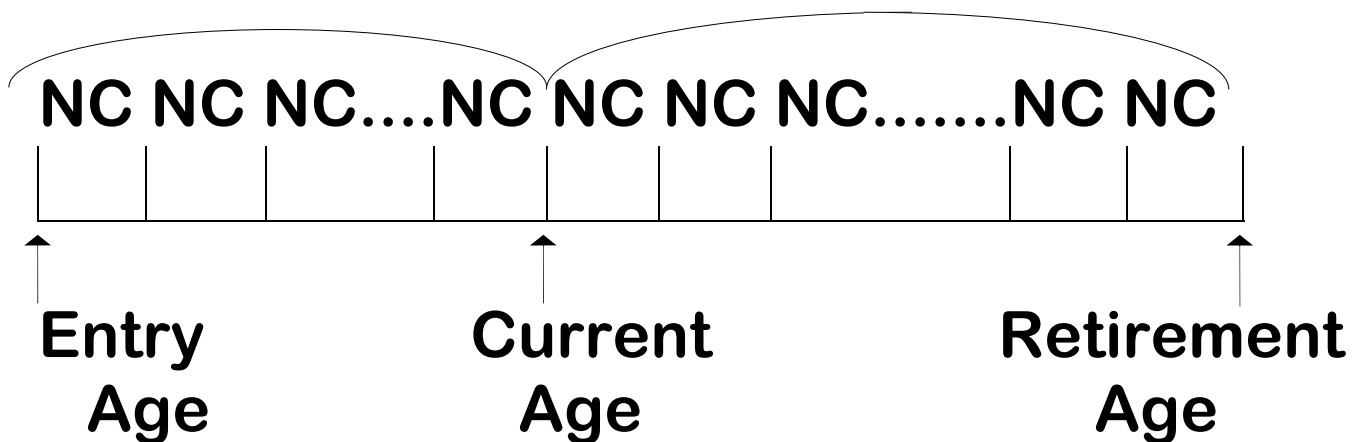 NC NC NC....NC NC NC NC.......NC NC
Entry Current Retirement
Age Age Age